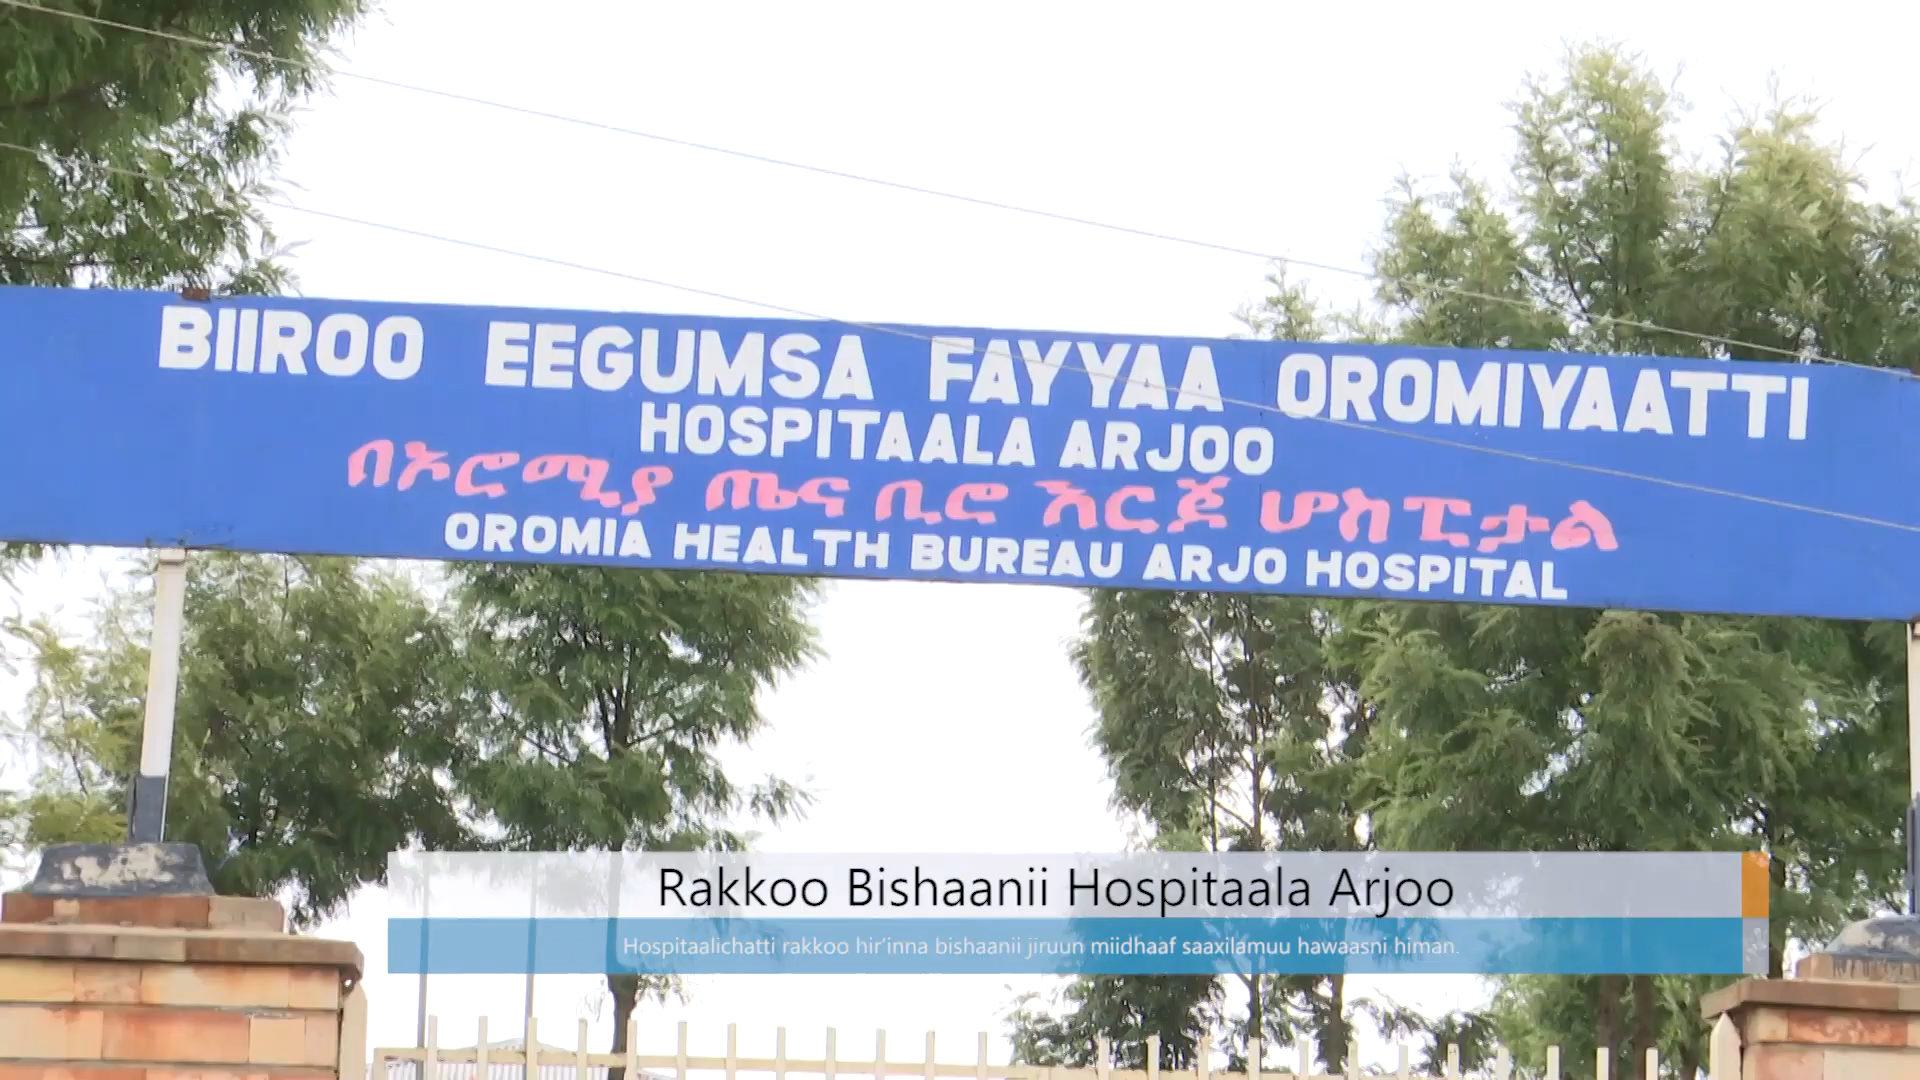 BIIROO EEGUMSA FAYYAA OROMIYAATTI
HOSPITAALA ARJOO
በኦሮሚያ ጤና ቢሮ አርጆ ሆስፒታል
OROMIA HEALTH BUREAU ARJO HOSPITAL
Rakkoo Bishaanii Hospitaala Arjoo
Hospitaalichatti rakkoo hir'inna bishaanii jiruun miidhaaf saaxilamuu hawaasni himan.